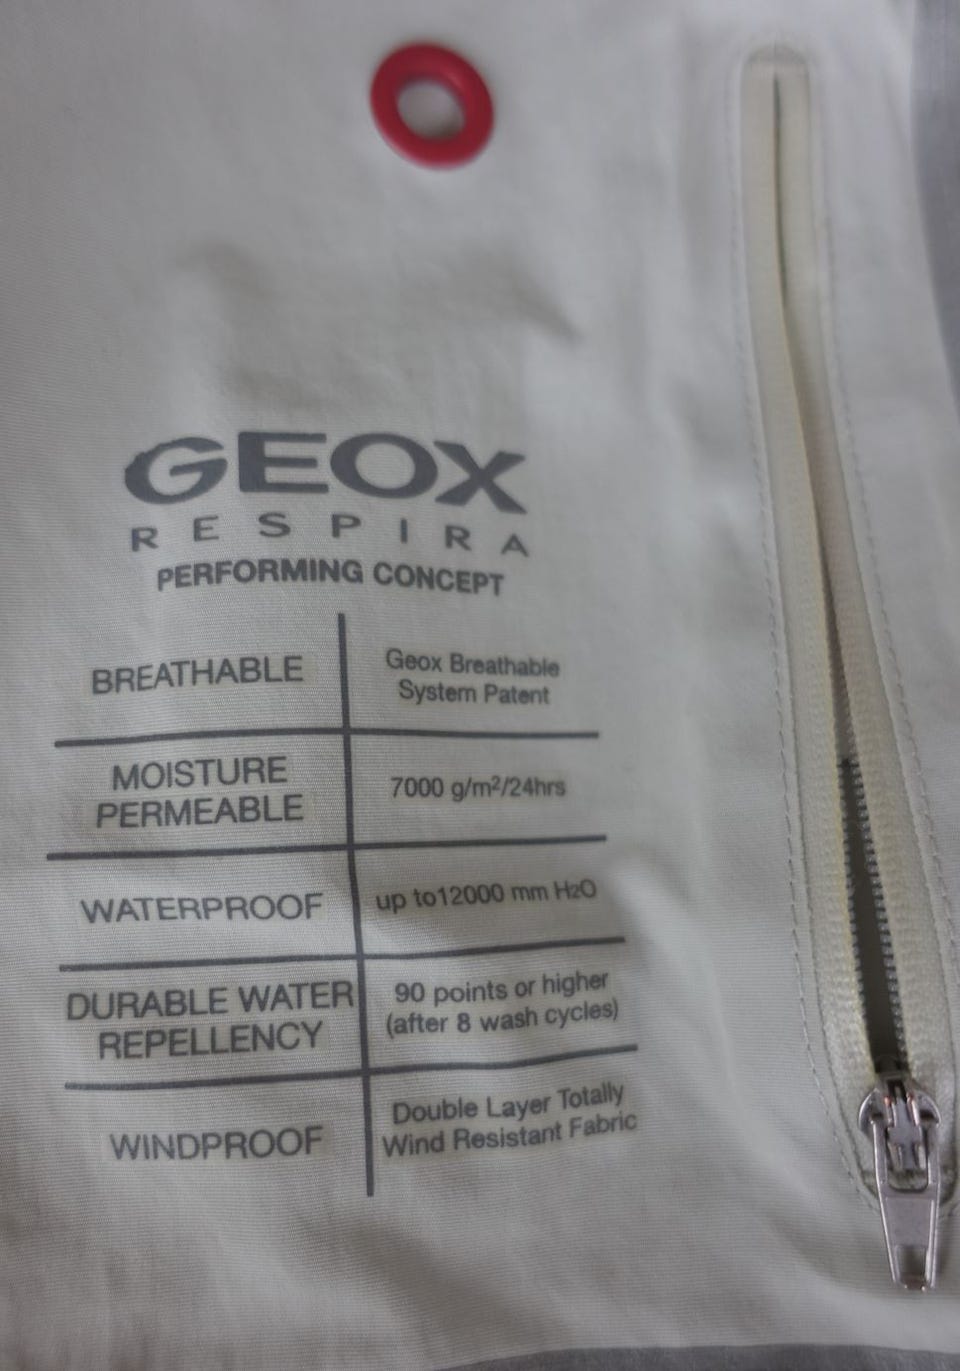 GEOX
RESPIRA
PERFORMING CONCEPT
BREATHABLE
Geox Breathable
System Patent
MOISTURE
PERMEABLE
7000 g/m²/24hrs
WATERPROOF
up to12000 mm H2O
DURABLE WATER
REPELLENCY
90 points or higher
(after 8 wash cycles)
WINDPROOF
Double Layer Totally
Wind Resistant Fabric